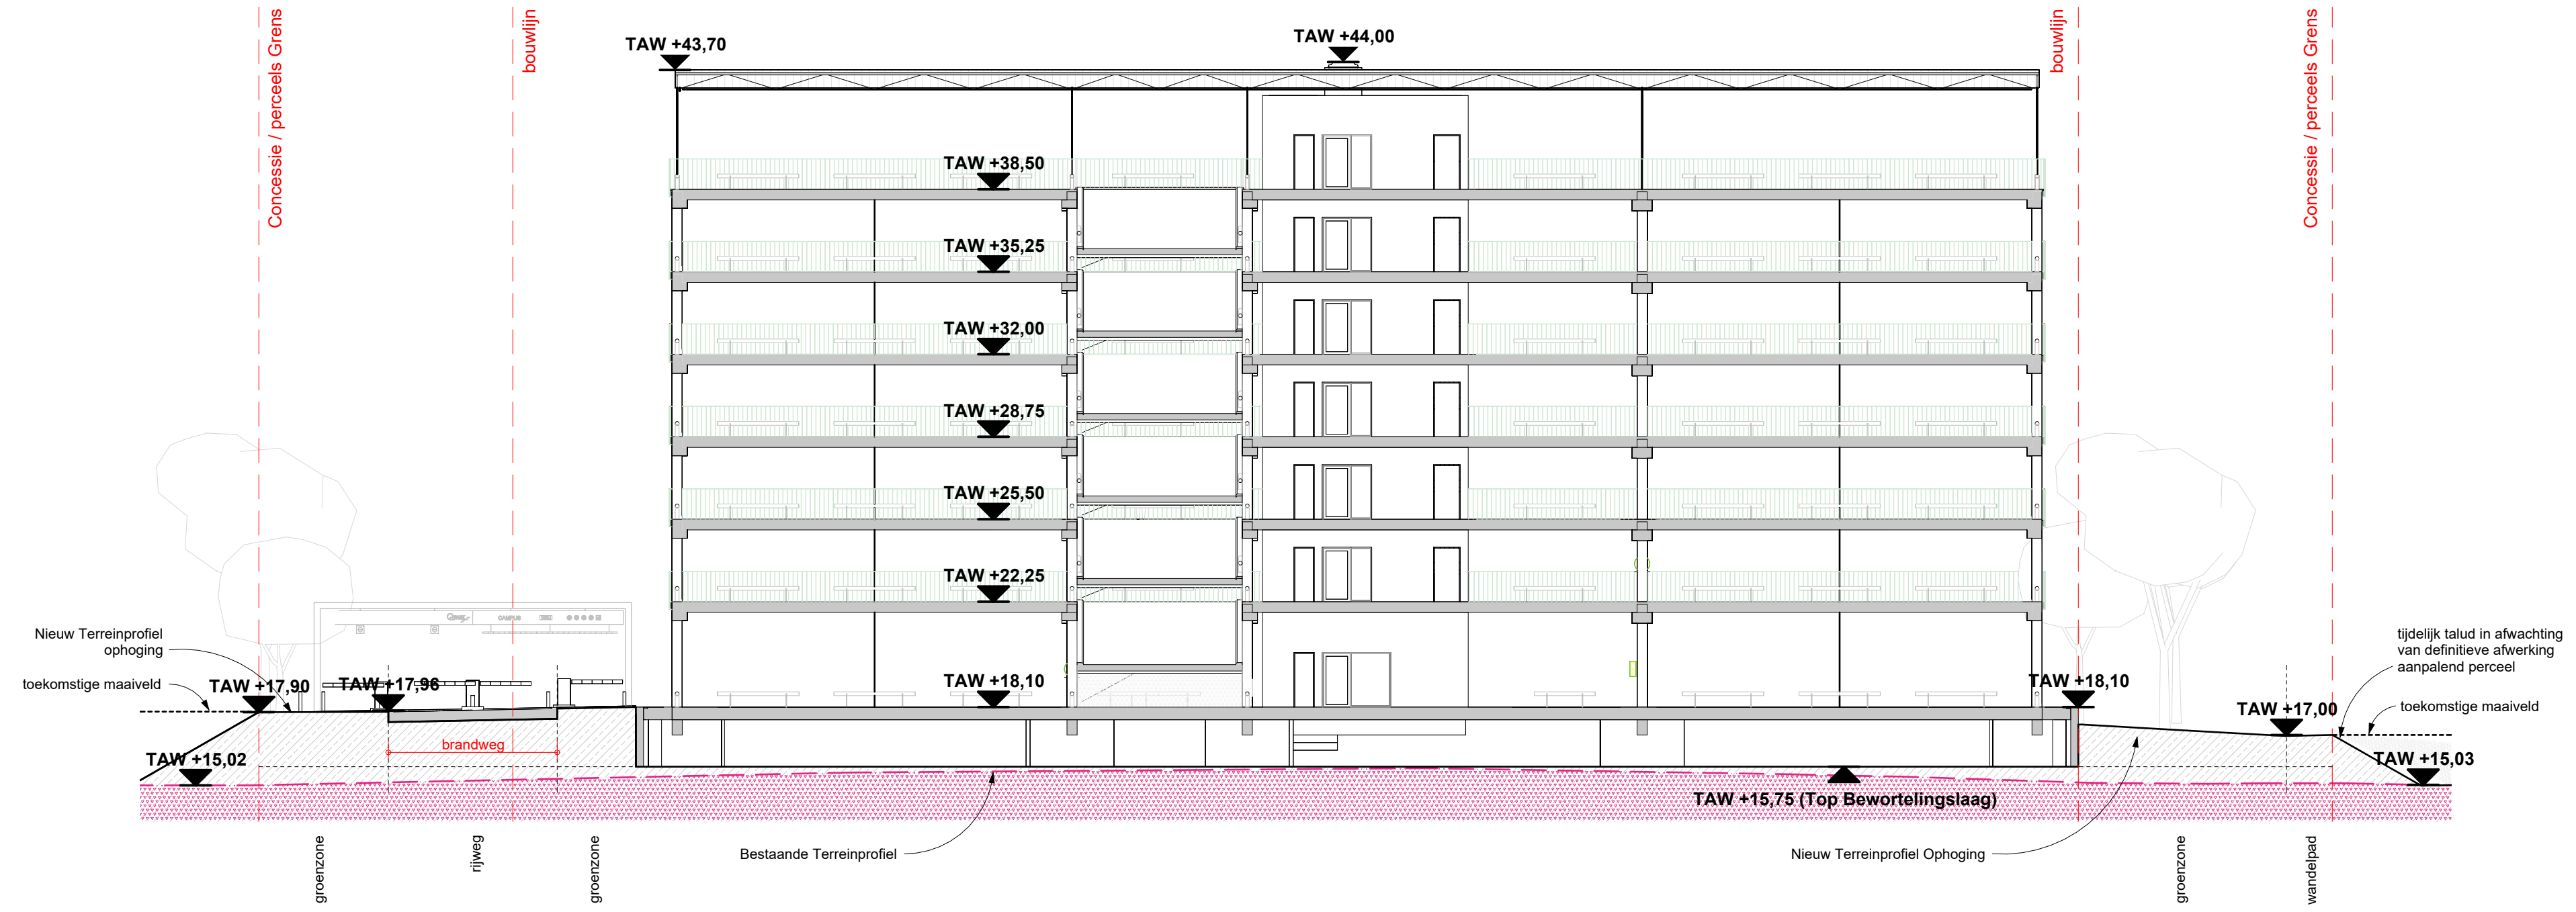 Concessie / perceels Grens
bouwlijn
TAW +43,70
TAW +44,00
bouwlijn
Concessie / perceels Grens
TAW +38,50
TAW +35,25
TAW +32,00
TAW +28,75
TAW +25,50
TAW +22,25
CAMPUS
Nieuw Terreinprofiel
ophoging
toekomstige maaiveld
TAW +17,90
TAW +17,96
TAW +18,10
TAW +18,10
tijdelijk talud in afwachting
van definitieve afwerking
aanpalend perceel
TAW +17,00
toekomstige maaiveld
brandweg
TAW +15,02
TAW +15,03
TAW +15,75 (Top Bewortelingslaag)
Bestaande Terreinprofiel
Nieuw Terreinprofiel Ophoging
groenzone
rijweg
groenzone
groenzone
wandelpad